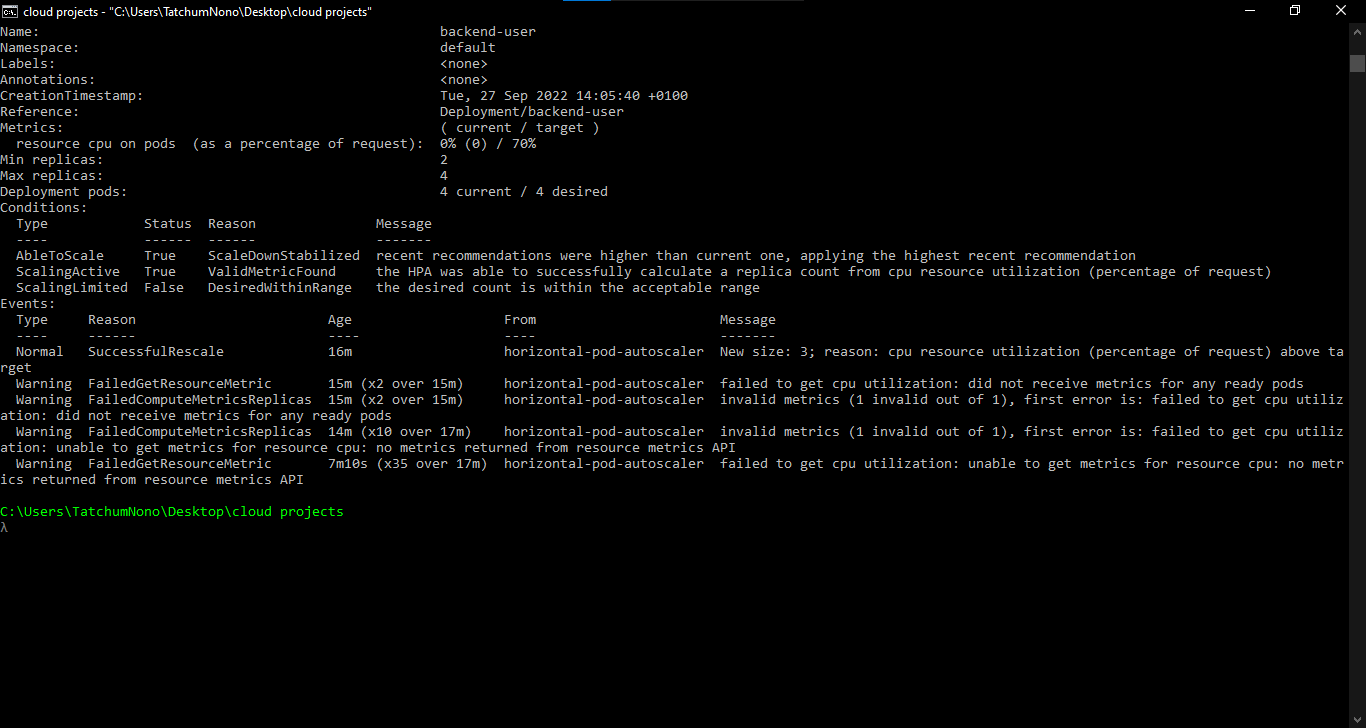 cloud projects - "C:\Users\TatchumNono\Desktop\cloud projects"
Name:                                                  backend-user
Namespace:                                             default
Labels:                                                <none>
Annotations:                                           <none>
CreationTimestamp:                                     Tue, 27 Sep 2022 14:05:40 +0100
Reference:                                             Deployment/backend-user
Metrics:                                               ( current / target )
  resource cpu on pods  (as a percentage of request):  0% (0) / 70%
Min replicas:                                          2
Max replicas:                                          4
Deployment pods:                                       4 current / 4 desired
Conditions:
  Type            Status  Reason               Message
  ----            ------  ------               -------
  AbleToScale     True    ScaleDownStabilized  recent recommendations were higher than current one, applying the highest recent recommendation
  ScalingActive   True    ValidMetricFound     the HPA was able to successfully calculate a replica count from cpu resource utilization (percentage of request)
  ScalingLimited  False   DesiredWithinRange   the desired count is within the acceptable range
Events:
  Type     Reason                        Age                   From                       Message
  ----     ------                        ----                  ----                       -------
  Normal   SuccessfulRescale             16m                   horizontal-pod-autoscaler  New size: 3; reason: cpu resource utilization (percentage of request) above ta
rget
  Warning  FailedGetResourceMetric       15m (x2 over 15m)     horizontal-pod-autoscaler  failed to get cpu utilization: did not receive metrics for any ready pods
  Warning  FailedComputeMetricsReplicas  15m (x2 over 15m)     horizontal-pod-autoscaler  invalid metrics (1 invalid out of 1), first error is: failed to get cpu utiliz
ation: did not receive metrics for any ready pods
  Warning  FailedComputeMetricsReplicas  14m (x10 over 17m)    horizontal-pod-autoscaler  invalid metrics (1 invalid out of 1), first error is: failed to get cpu utiliz
ation: unable to get metrics for resource cpu: no metrics returned from resource metrics API
  Warning  FailedGetResourceMetric       7m10s (x35 over 17m)  horizontal-pod-autoscaler  failed to get cpu utilization: unable to get metrics for resource cpu: no metr
ics returned from resource metrics API
C:\Users\TatchumNono\Desktop\cloud projects
λ